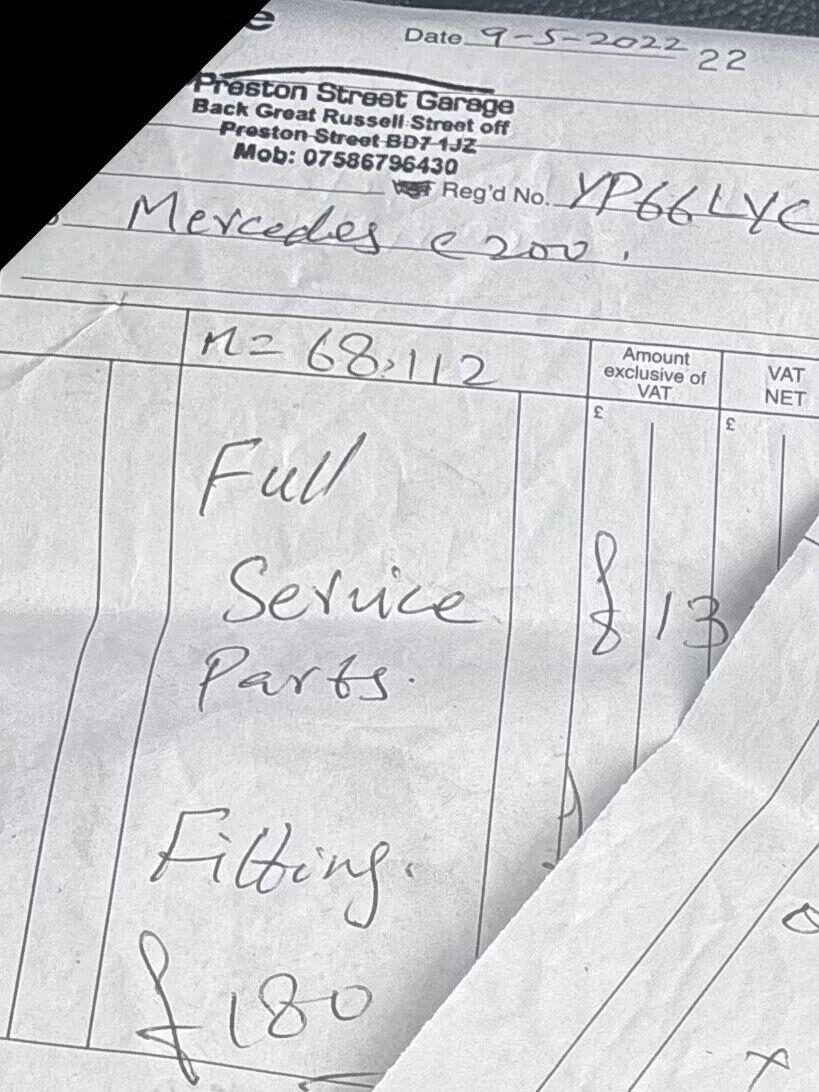 e
Date 9-5-2022 22
Preston Street Garage
Back Great Russell Street off
Preston Street BD7 1JZ
Mob: 07586796430
Reg'd No. YP66LYC
Mercedes C200.
M= 68,112
Amount
exclusive of
VAT
VAT
NET
£ £
Full
Service £13
Parts.
£
Fitting.
£180